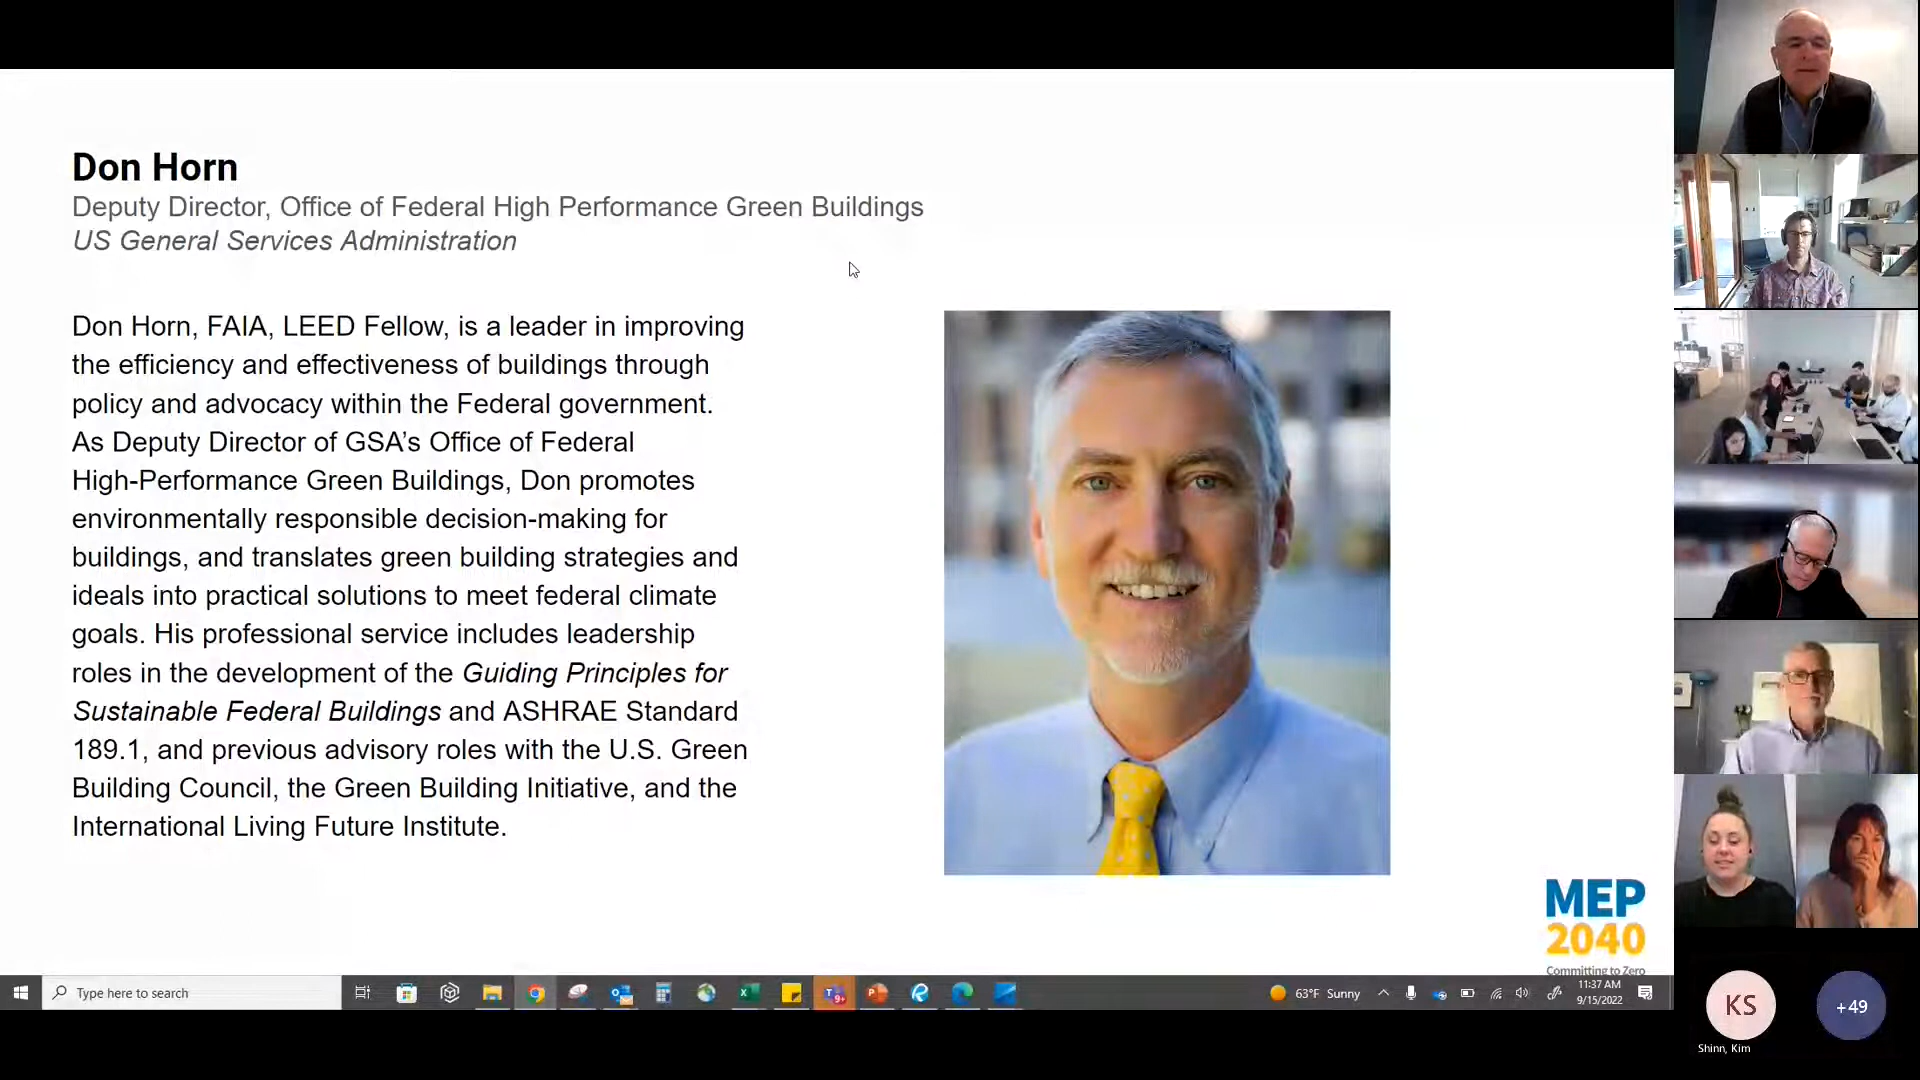 Don Horn
Deputy Director, Office of Federal High Performance Green Buildings
US General Services Administration
Don Horn, FAIA, LEED Fellow, is a leader in improving
the efficiency and effectiveness of buildings through
policy and advocacy within the Federal government.
As Deputy Director of GSA’s Office of Federal
High-Performance Green Buildings, Don promotes
environmentally responsible decision-making for
buildings, and translates green building strategies and
ideals into practical solutions to meet federal climate
goals. His professional service includes leadership
roles in the development of the Guiding Principles for
Sustainable Federal Buildings and ASHRAE Standard
189.1, and previous advisory roles with the U.S. Green
Building Council, the Green Building Initiative, and the
International Living Future Institute.
MEP
2040
Committing to Zero
Type here to search
63°F Sunny
11:37 AM
9/15/2022
KS
+49
Shinn, Kim